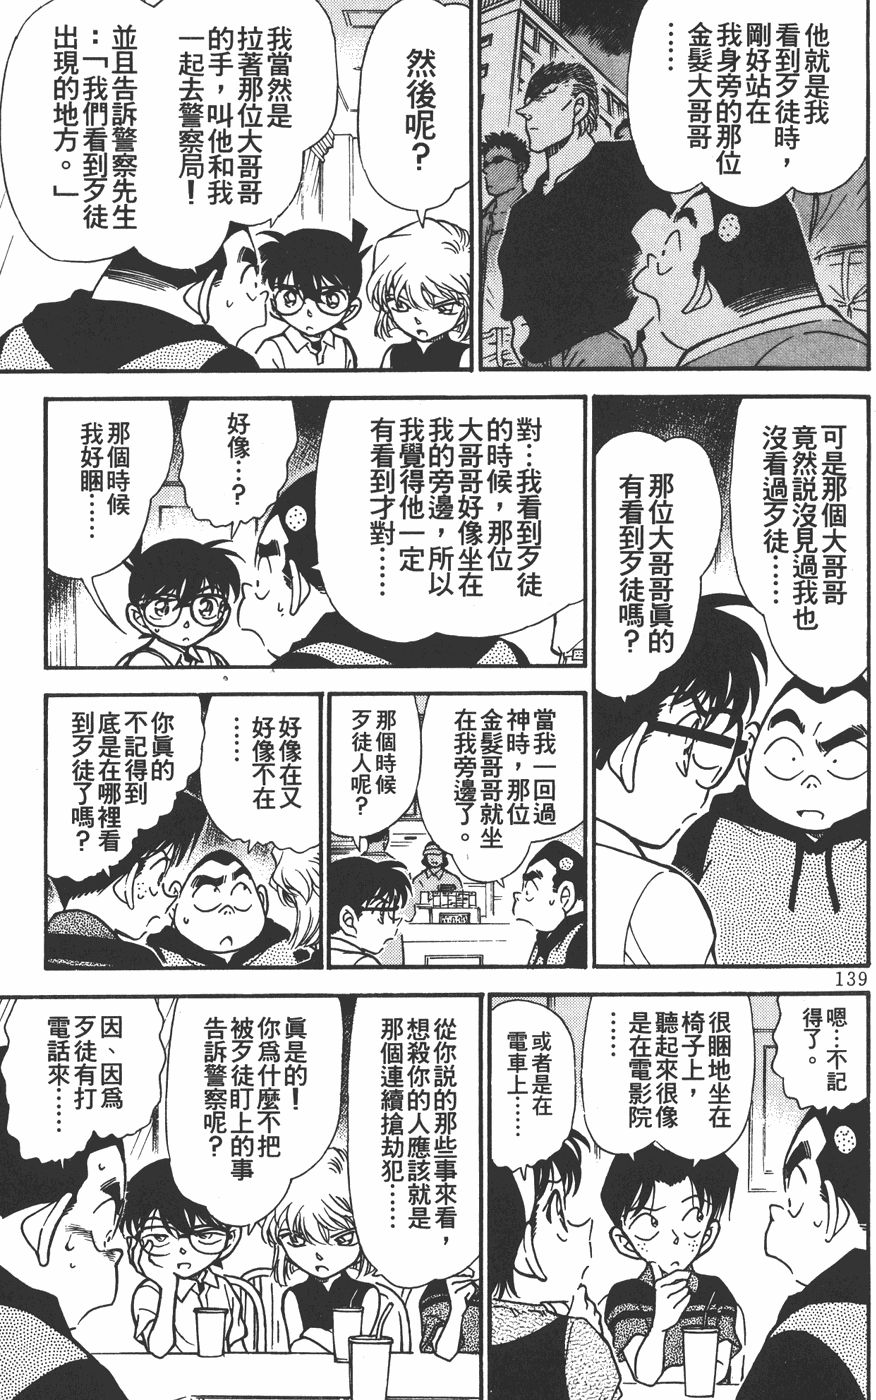 他就是我
看到歹徒時，
剛好站在
我身旁的那位
金髮大哥哥
……
然後呢？
我當然是
拉著那位大哥哥
的手，叫他和我
一起去警察局！
並且告訴警察先生
：「我們看到歹徒
出現的地方。」
可是那個大哥哥
竟然說沒見過我也
沒看過歹徒……
那位大哥哥真的
有看到歹徒嗎？
對…我看到歹徒
的時候，那位
大哥哥好像坐在
我的旁邊，所以
我覺得他一定
有看到才對……
好像…？
那個時候
我好睏……
當我一回過
神時，那位
金髮哥哥就坐
在我旁邊了。
那個時候
歹徒人呢？
好像在又
好像不在
……
你真的
不記得到
底是在哪裡看
到歹徒了嗎？
139
嗯…不記
得了。
很睏地坐在
椅子上，
聽起來很像
是在電影院
……
或者是在
電車上……
從你說的那些事來看，
想殺你的人應該就是
那個連續搶劫犯……
真是的！
你為什麼不把
被歹徒盯上的事
告訴警察呢？
因、因為
歹徒有打
電話來……